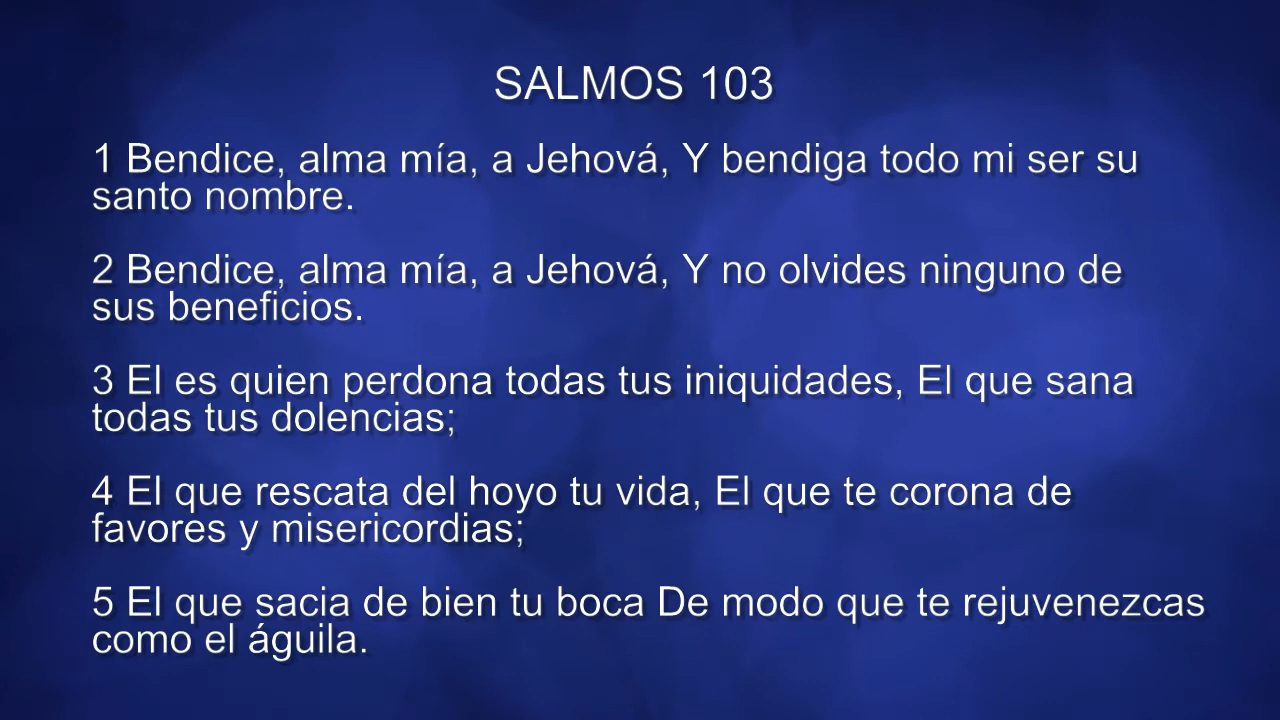 SALMOS 103
1 Bendice, alma mía, a Jehová, Y bendiga todo mi ser su
santo nombre.
2 Bendice, alma mía, a Jehová, Y no olvides ninguno de
sus beneficios.
3 El es quien perdona todas tus iniquidades, El que sana
todas tus dolencias;
4 El que rescata del hoyo tu vida, El que te corona de
favores y misericordias;
5 El que sacia de bien tu boca De modo que te rejuvenezcas
como el águila.